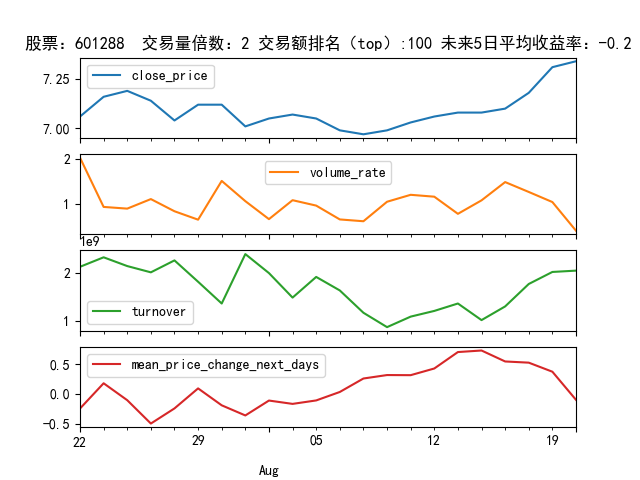 股票：601288  交易量倍数：2 交易额排名（top）:100 未来5日平均收益率：-0.2
7.25
7.00
close_price
2
1
volume_rate
1e9
2
1
turnover
0.5
0.0
-0.5
mean_price_change_next_days
22 29 05 12 19
Aug